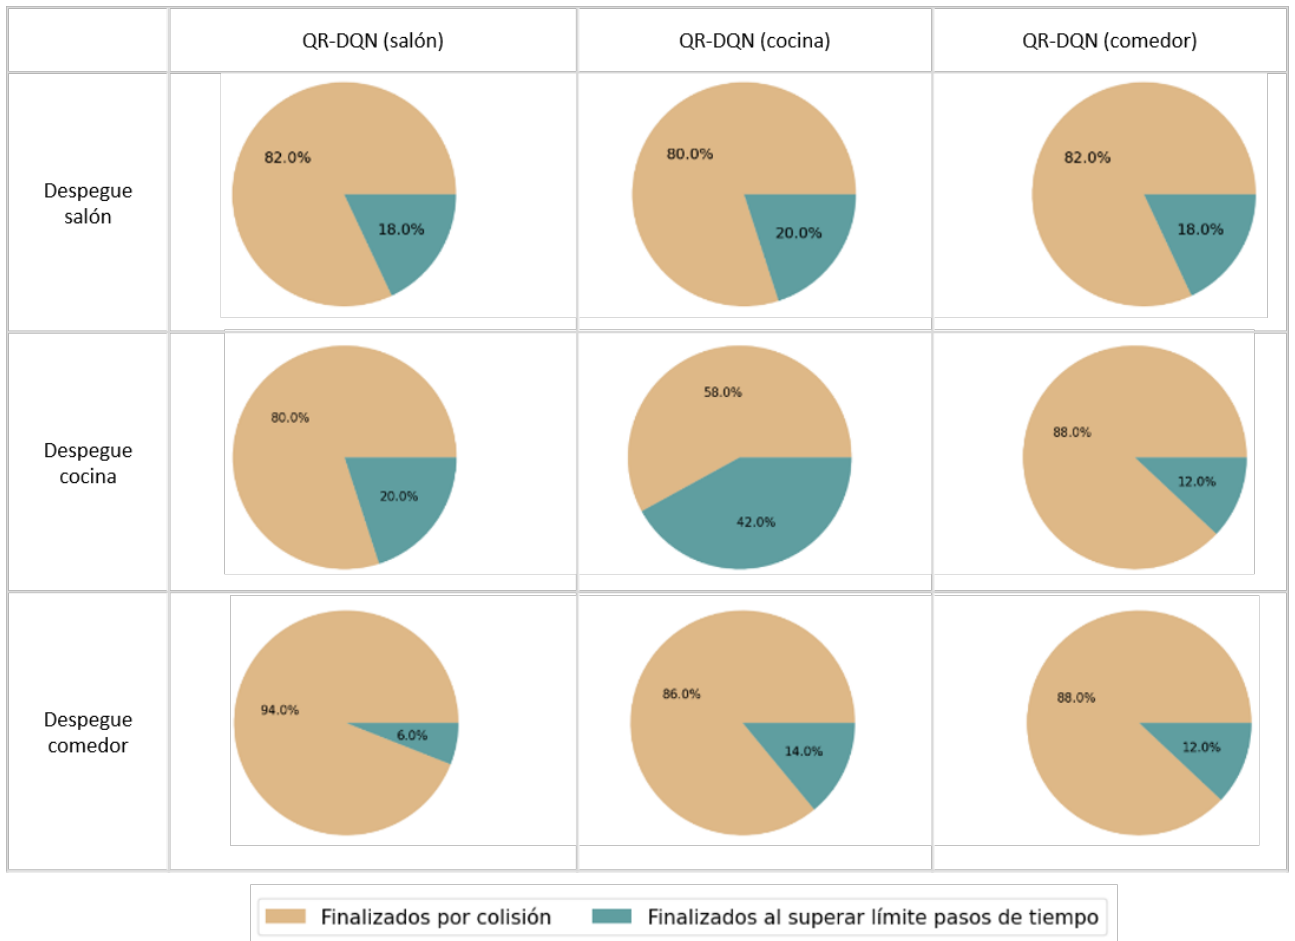 QR-DQN (salón)
QR-DQN (cocina)
QR-DQN (comedor)
Despegue
salón
82.0%
18.0%
80.0%
20.0%
82.0%
18.0%
Despegue
cocina
80.0%
20.0%
58.0%
42.0%
88.0%
12.0%
Despegue
comedor
94.0%
6.0%
86.0%
14.0%
88.0%
12.0%
Finalizados por colisión
Finalizados al superar límite pasos de tiempo